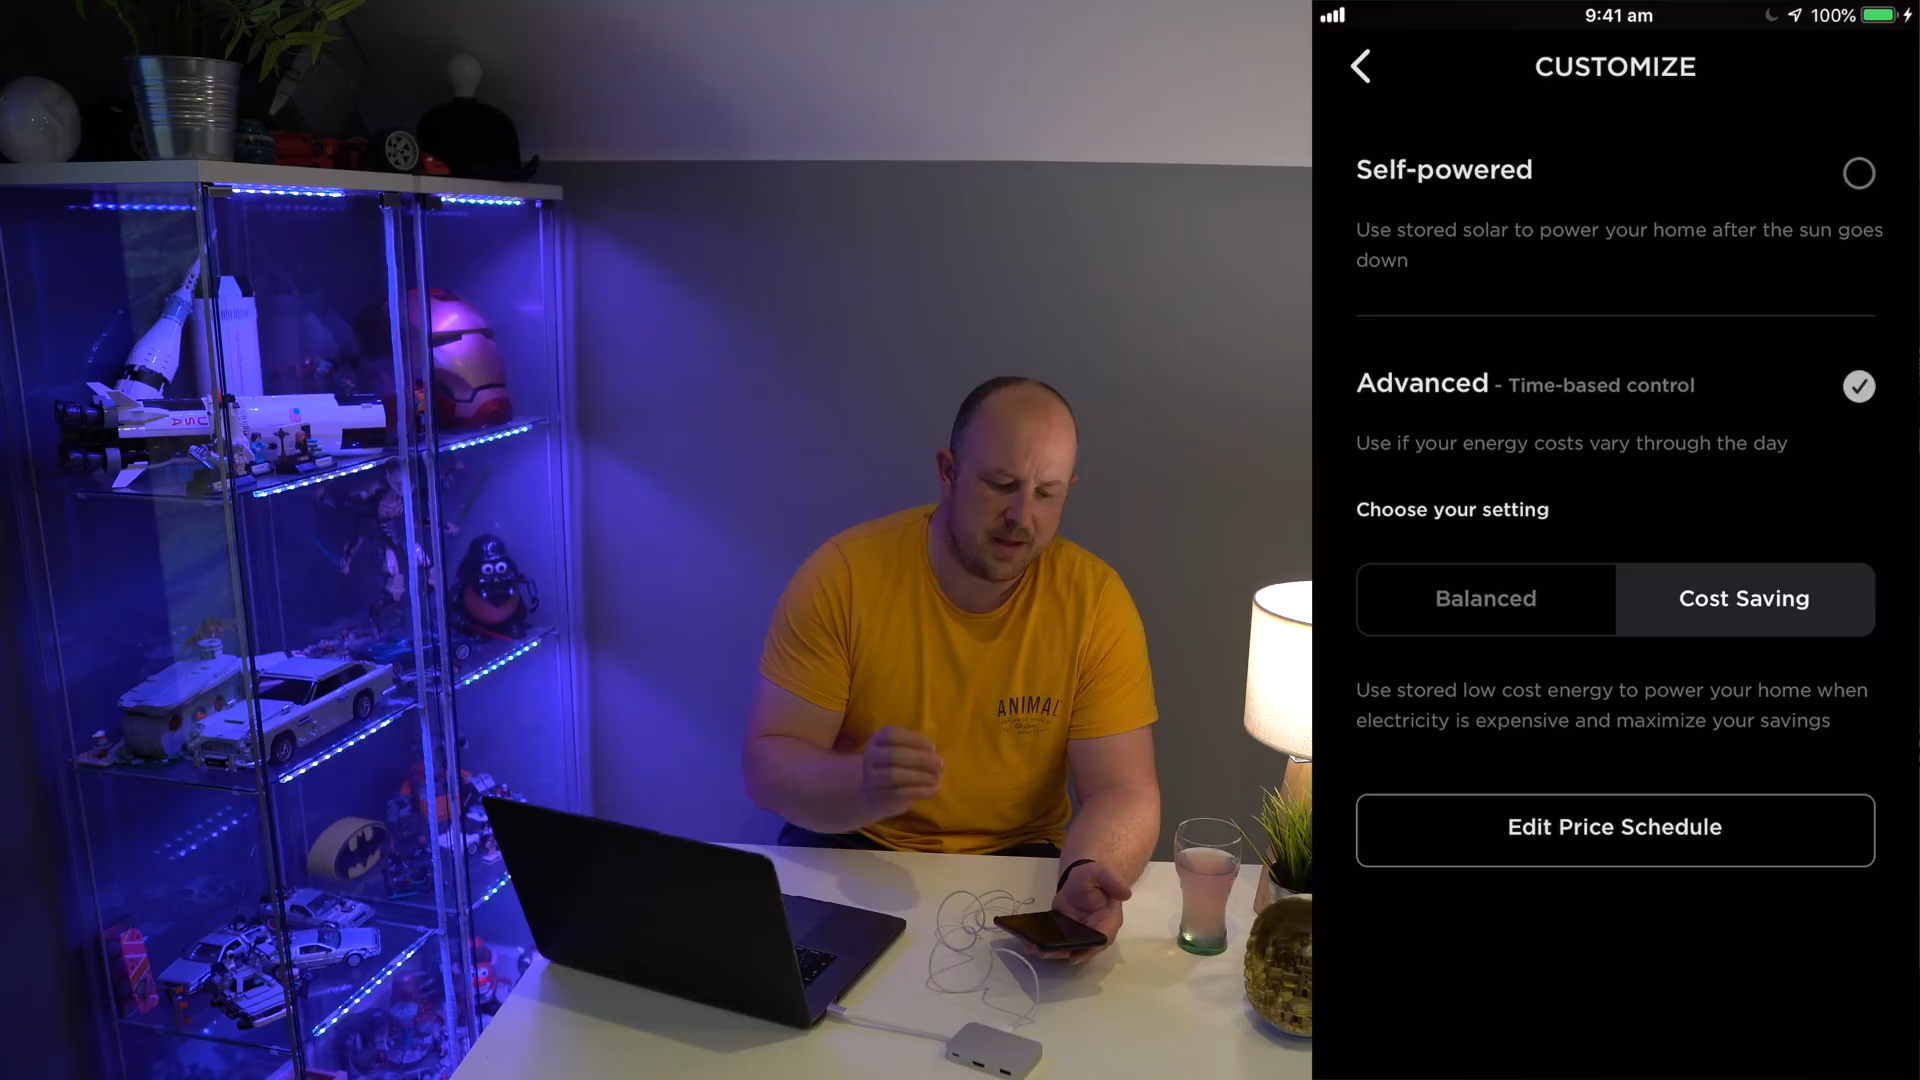 9:41 am
100%
CUSTOMIZE
Self-powered
Use stored solar to power your home after the sun goes
down
Advanced - Time-based control
Use if your energy costs vary through the day
Choose your setting
Balanced
Cost Saving
Use stored low cost energy to power your home when
electricity is expensive and maximize your savings
Edit Price Schedule
USA
ANIMAL